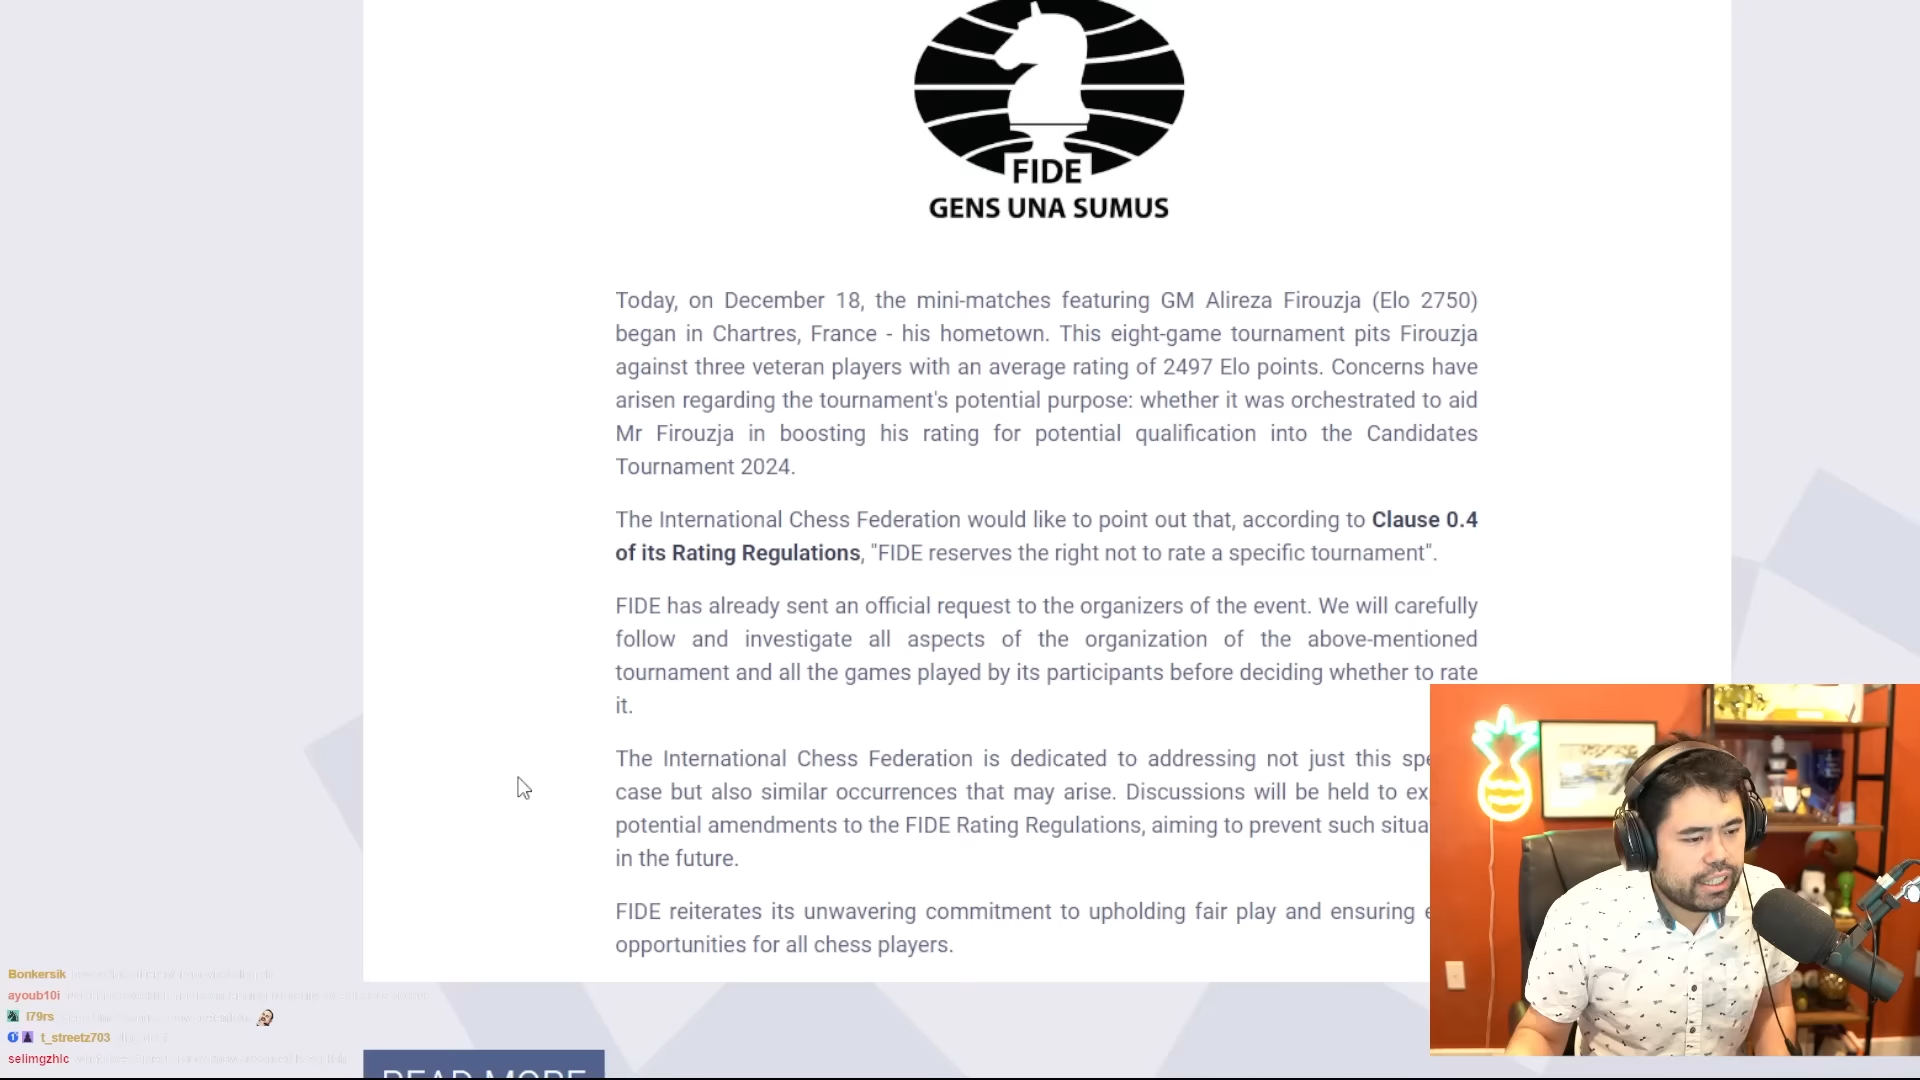 FIDE
GENS UNA SUMUS
Today, on December 18, the mini-matches featuring GM Alireza Firouzja (Elo 2750)
began in Chartres, France - his hometown. This eight-game tournament pits Firouzja
against three veteran players with an average rating of 2497 Elo points. Concerns have
arisen regarding the tournament's potential purpose: whether it was orchestrated to aid
Mr Firouzja in boosting his rating for potential qualification into the Candidates
Tournament 2024.
The International Chess Federation would like to point out that, according to Clause 0.4
of its Rating Regulations, "FIDE reserves the right not to rate a specific tournament".
FIDE has already sent an official request to the organizers of the event. We will carefully
follow and investigate all aspects of the organization of the above-mentioned
tournament and all the games played by its participants before deciding whether to rate
it.
The International Chess Federation is dedicated to addressing not just this spe
case but also similar occurrences that may arise. Discussions will be held to ex
potential amendments to the FIDE Rating Regulations, aiming to prevent such situa
in the future.
FIDE reiterates its unwavering commitment to upholding fair play and ensuring e
opportunities for all chess players.
READ MORE
Bonkersik
ayoub10i
l79rs
t_streetz703
selimgzhlc